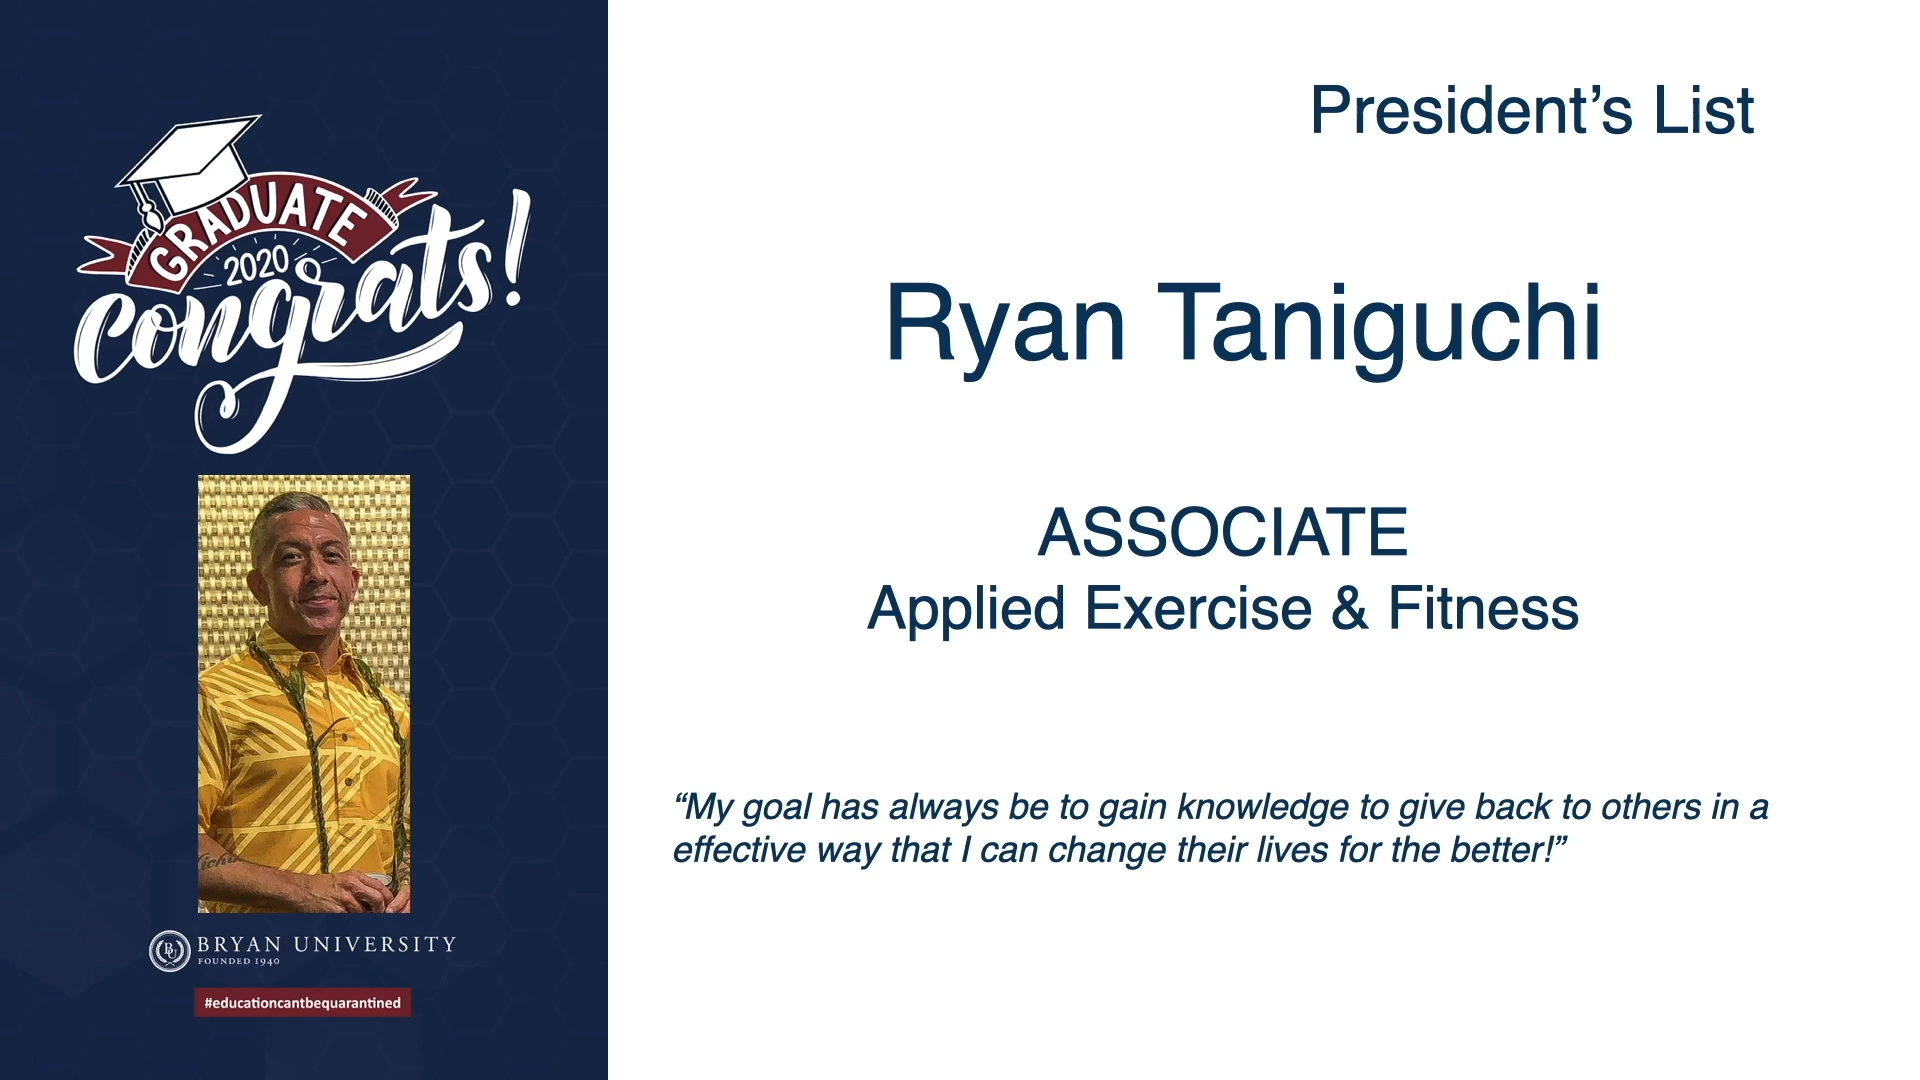 GRADUATE
2020
congrats!
BU
BRYAN UNIVERSITY
FOUNDED 1940
#educationcantbequarantined
President’s List
Ryan Taniguchi
ASSOCIATE
Applied Exercise & Fitness
“My goal has always be to gain knowledge to give back to others in a
effective way that I can change their lives for the better!”